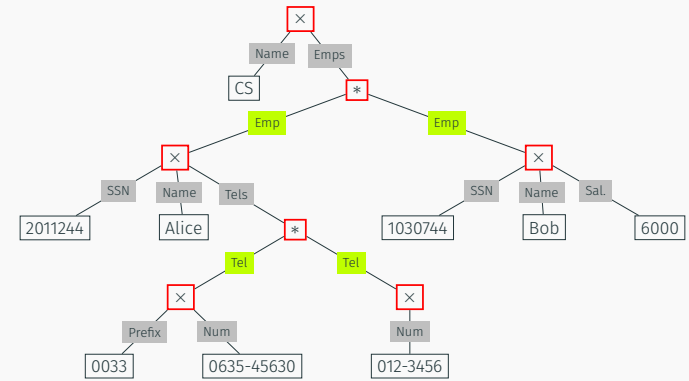 ×
Name Emps
CS *
Emp Emp
× ×
SSN Name Tels SSN Name Sal.
2011244 Alice 1030744 Bob 6000
*
Tel Tel
× ×
Prefix Num Num
0033 0635-45630 012-3456